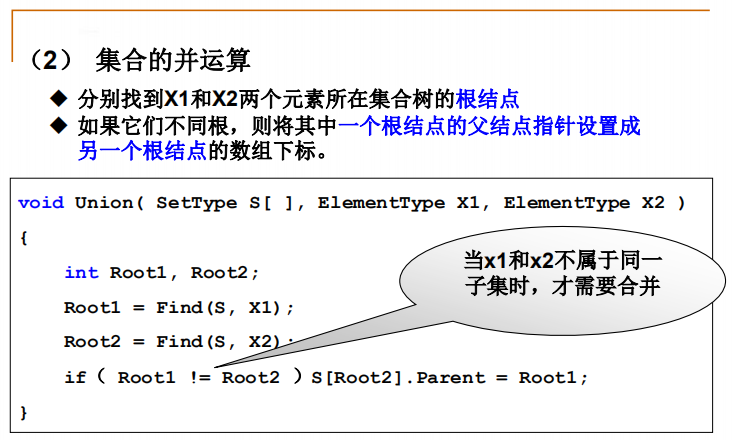 （2） 集合的并运算
◆ 分别找到X1和X2两个元素所在集合树的根结点
◆ 如果它们不同根，则将其中一个根结点的父结点指针设置成
另一个根结点的数组下标。
void Union( SetType S[ ], ElementType X1, ElementType X2 )
{
int Root1, Root2;
Root1 = Find(S, X1);
Root2 = Find(S, X2);
if（ Root1 != Root2 ）S[Root2].Parent = Root1;
}
当x1和x2不属于同一
子集时，才需要合并